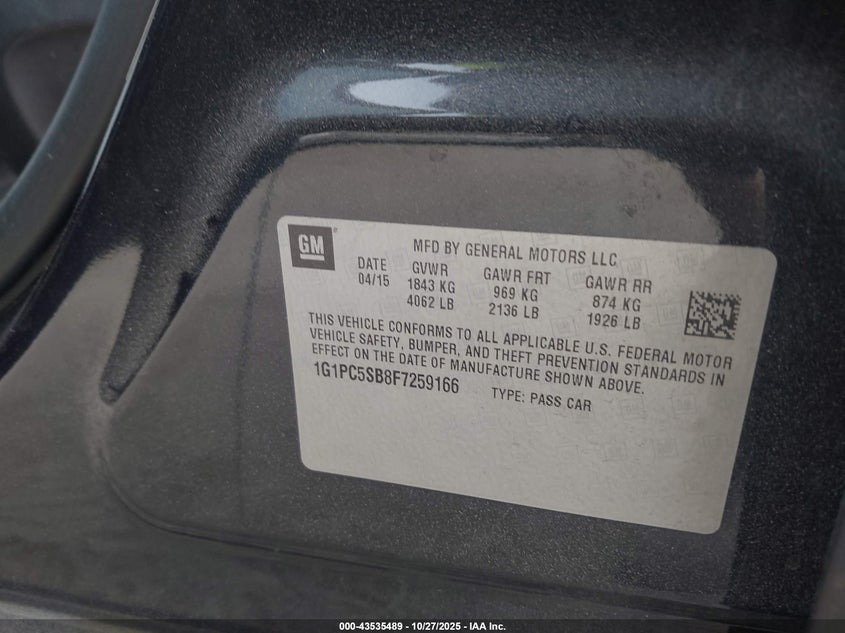 GM
MFD BY GENERAL MOTORS LLC
DATE GVWR GAWR FRT GAWR RR
04/15 1843 KG 969 KG 874 KG
4062 LB 2136 LB 1926 LB
THIS VEHICLE CONFORMS TO ALL APPLICABLE U.S. FEDERAL MOTOR
VEHICLE SAFETY, BUMPER, AND THEFT PREVENTION STANDARDS IN
EFFECT ON THE DATE OF MANUFACTURE SHOWN ABOVE.
1G1PC5SB8F7259166 TYPE: PASS CAR
000-43535489 - 10/27/2025 - IAA Inc.